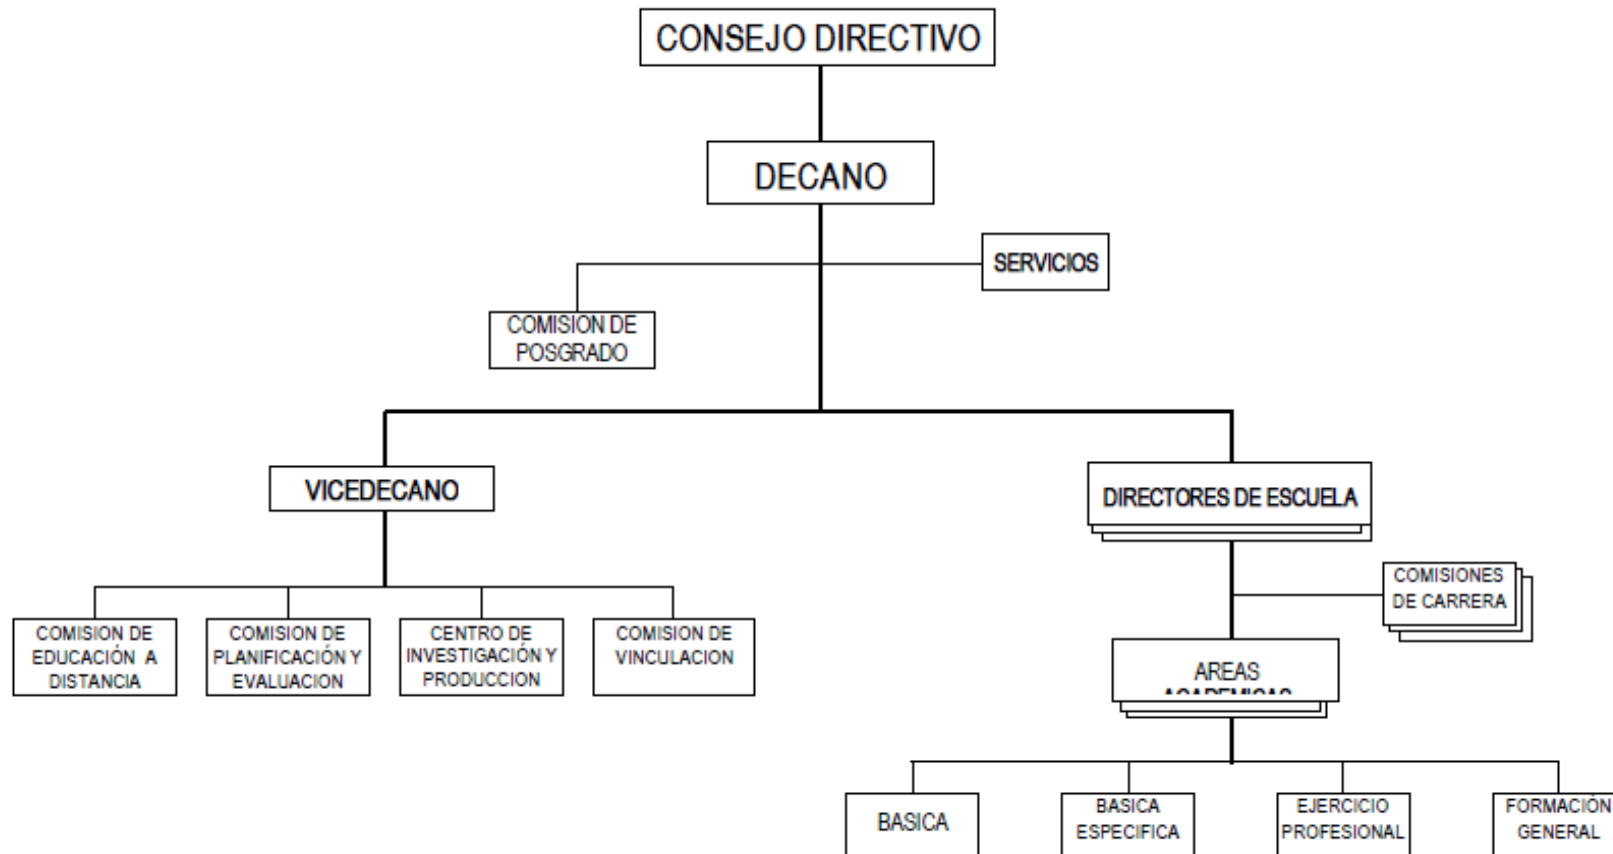 CONSEJO DIRECTIVO
DECANO
SERVICIOS
COMISION DE
POSGRADO
VICEDECANO
DIRECTORES DE ESCUELA
COMISIONES
DE CARRERA
COMISION DE
EDUCACIÓN A
DISTANCIA
COMISION DE
PLANIFICACIÓN Y
EVALUACION
CENTRO DE
INVESTIGACIÓN Y
PRODUCCION
COMISION DE
VINCULACION
AREAS
ACADEMICAS
BASICA
BASICA
ESPECIFICA
EJERCICIO
PROFESIONAL
FORMACIÓN
GENERAL